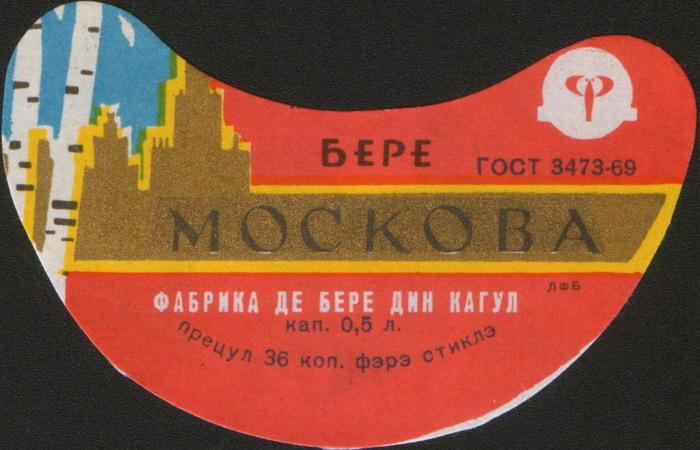 БЕРЕ
ГОСТ 3473-69
МОСКОВА
ЛФБ
ФАБРИКА ДЕ БЕРЕ ДИН КАГУЛ
кап. 0,5 л.
прецул 36 коп. фэрэ стиклэ